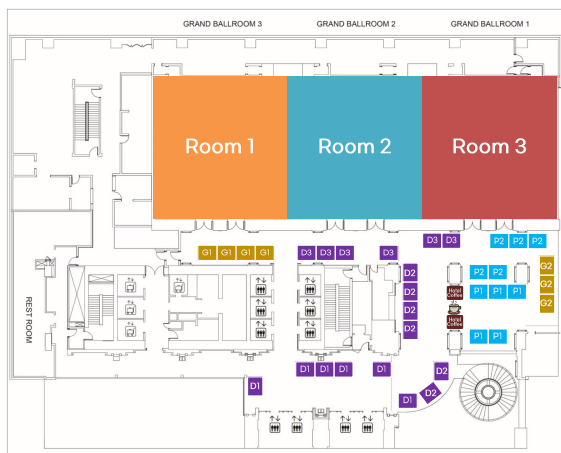 GRAND BALLROOM 3 GRAND BALLROOM 2 GRAND BALLROOM 1
Room 1 Room 2 Room 3
D3 D3 P2 P2 P2
G1 G1 G1 G1 D3 D3 D3 D3
G2
D2 P2 P2
G2
D2 Hotel Coffee P1 P1 P1
G2
D2
Hotel Coffee
D2 P1 P1
REST ROOM
D1 D1 D1 D1 D2
D1 D2
D1